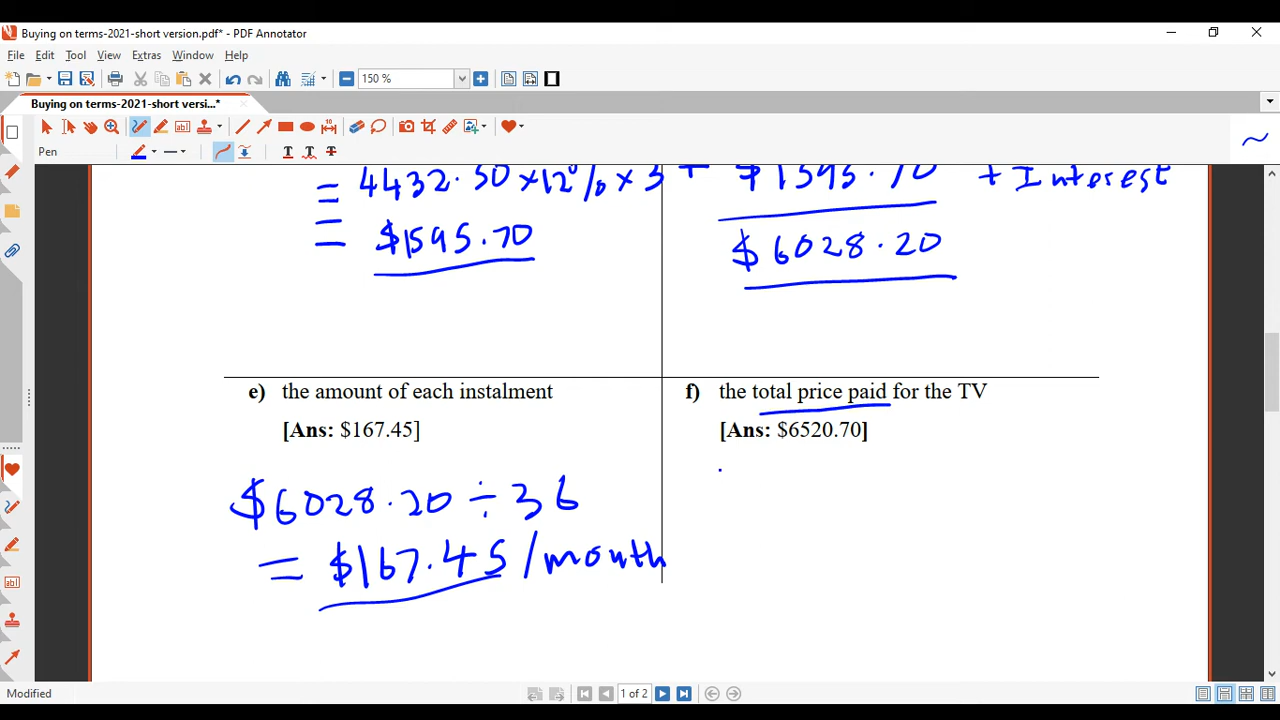 Buying on terms-2021-short version.pdf* - PDF Annotator
File Edit Tool View Extras Window Help
150 %
Buying on terms-2021-short versi...*
Pen
= 4432.50 × 12% × 3 + $1595.70 + Interest
= $1595.70
$6028.20
e) the amount of each instalment
[Ans: $167.45]
$6028.20 ÷ 36
= $167.45 /month
f) the total price paid for the TV
[Ans: $6520.70]
Modified
1 of 2